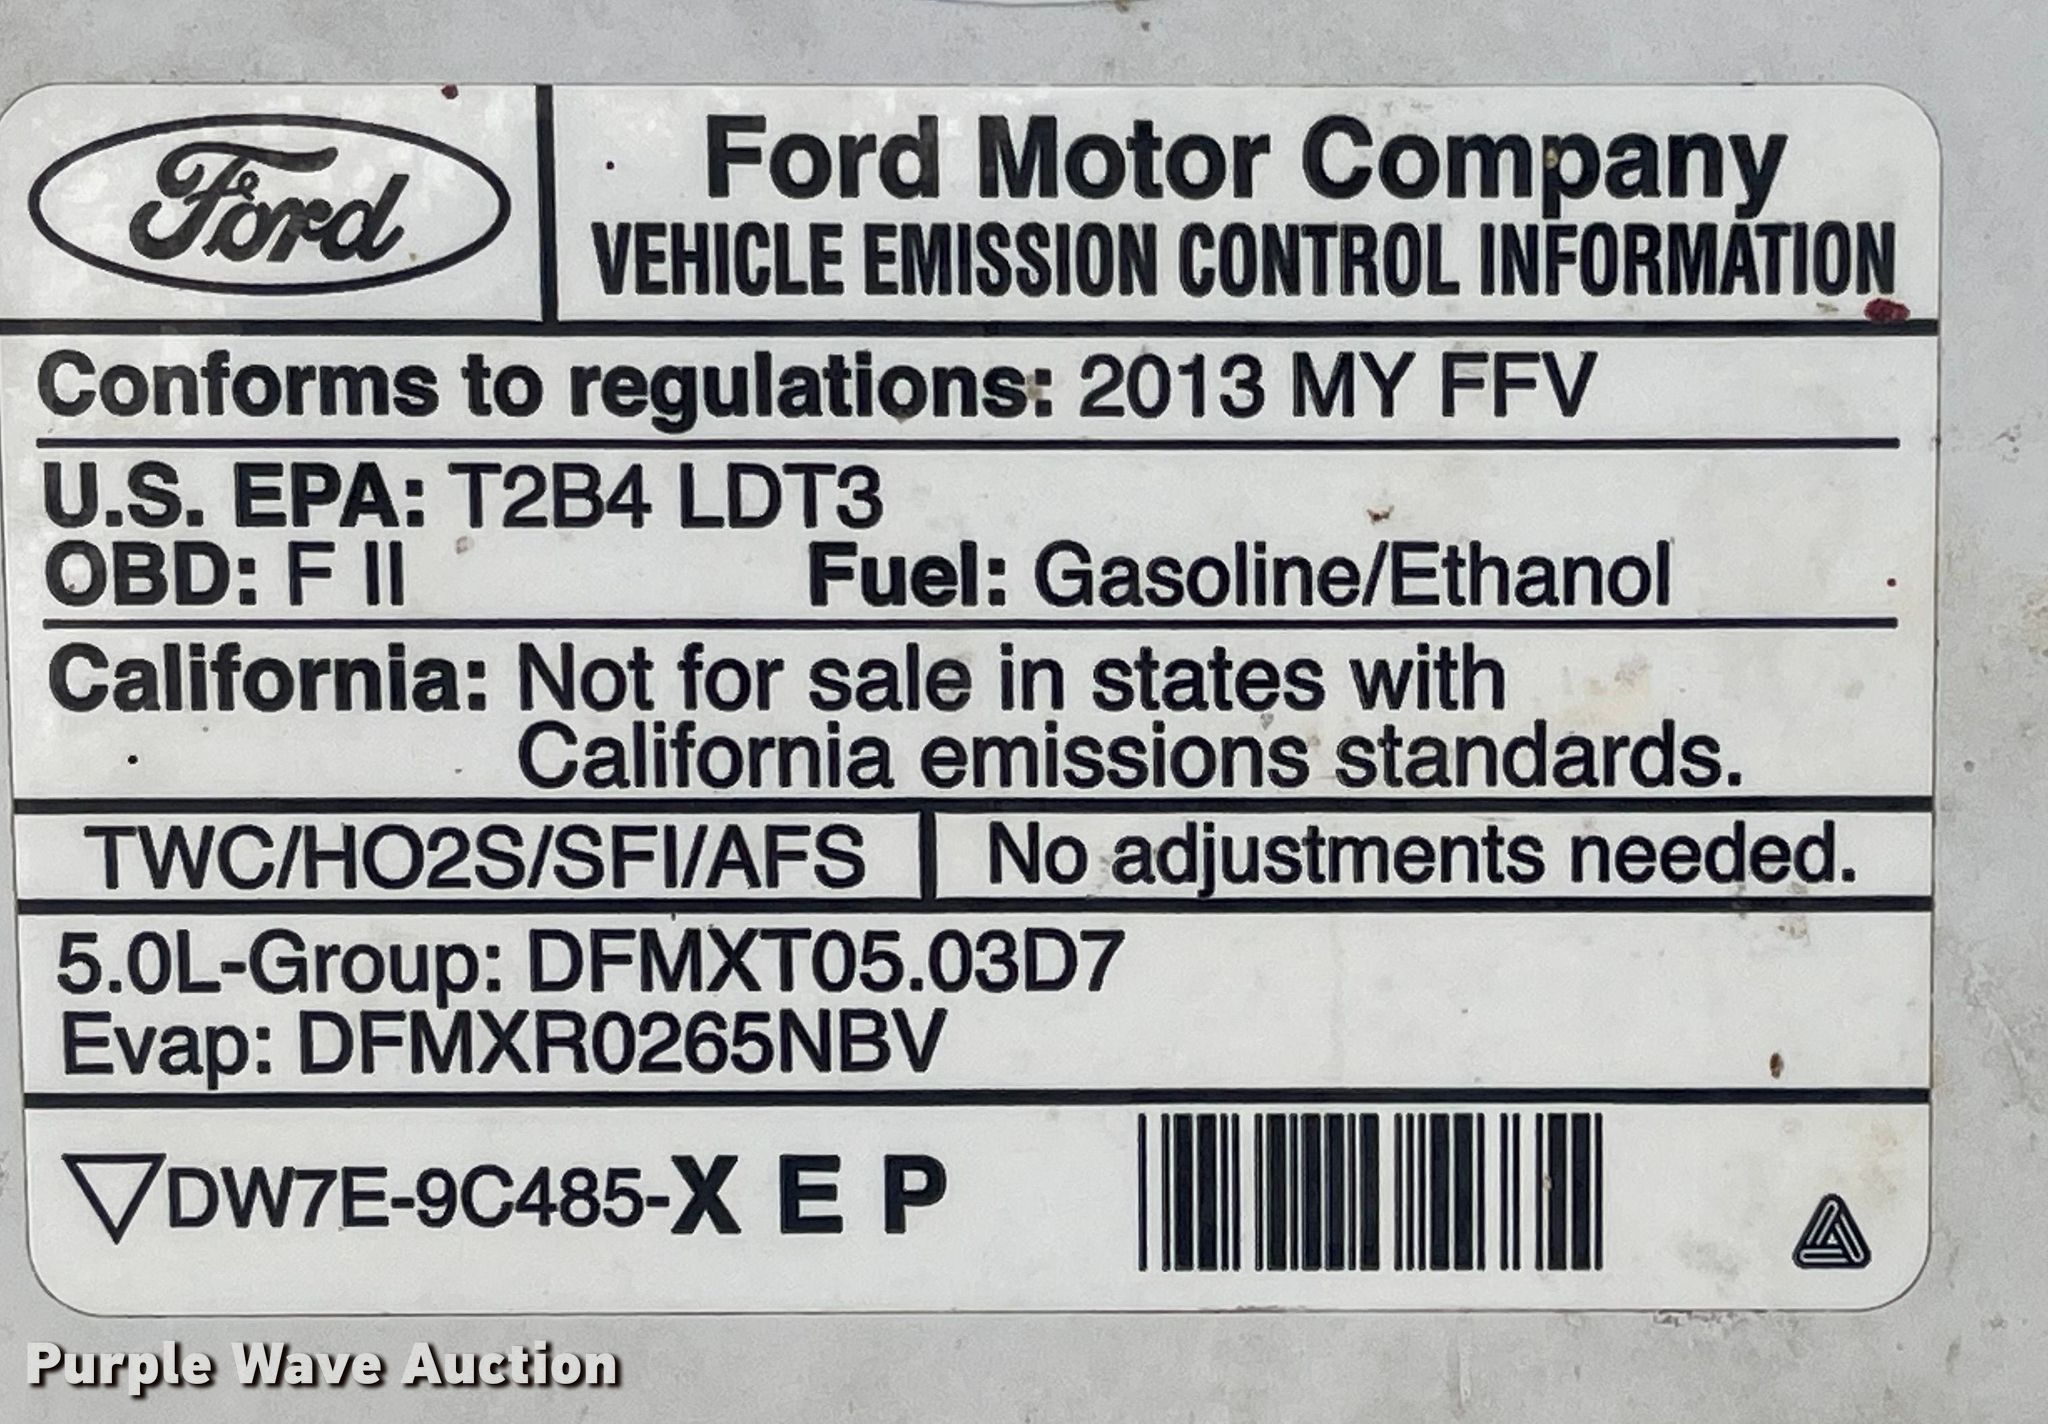 Ford
Ford Motor Company
VEHICLE EMISSION CONTROL INFORMATION
Conforms to regulations: 2013 MY FFV
U.S. EPA: T2B4 LDT3
OBD: F II Fuel: Gasoline/Ethanol
California: Not for sale in states with
California emissions standards.
TWC/HO2S/SFI/AFS
No adjustments needed.
5.0L-Group: DFMXT05.03D7
Evap: DFMXR0265NBV
DW7E-9C485-X E P
Purple Wave Auction